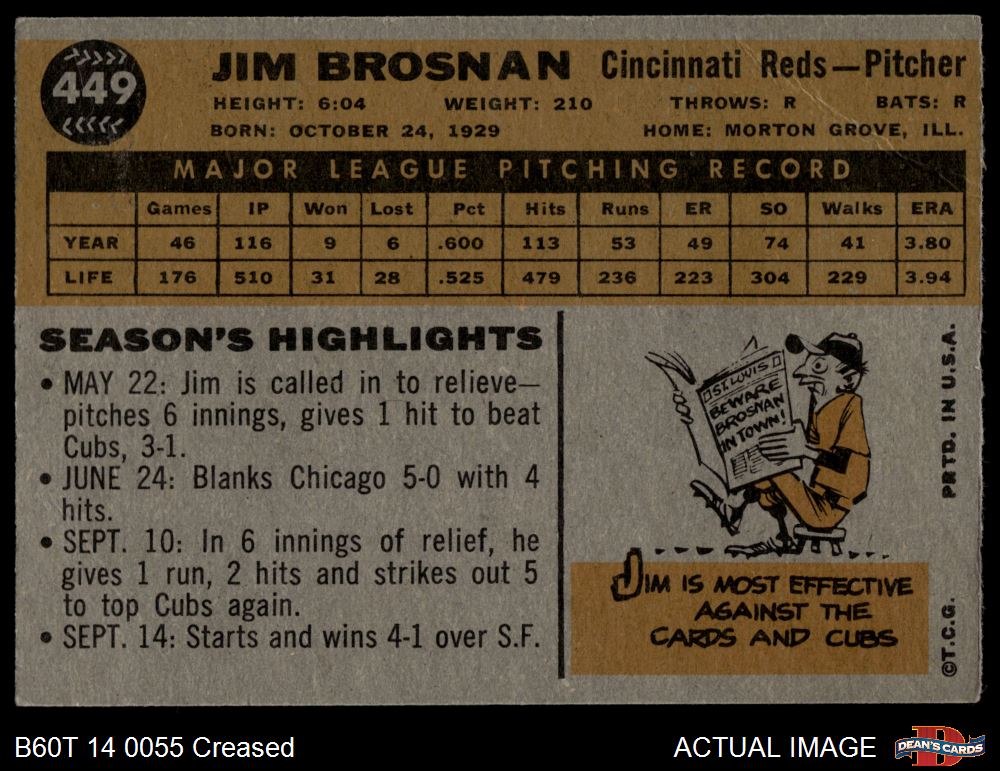 449
JIM BROSNAN Cincinnati Reds—Pitcher
HEIGHT: 6:04 WEIGHT: 210 THROWS: R BATS: R
BORN: OCTOBER 24, 1929 HOME: MORTON GROVE, ILL.
MAJOR LEAGUE PITCHING RECORD
Games IP Won Lost Pct Hits Runs ER SO Walks ERA
YEAR 46 116 9 6 .600 113 53 49 74 41 3.80
LIFE 176 510 31 28 .525 479 236 223 304 229 3.94
SEASON'S HIGHLIGHTS
• MAY 22: Jim is called in to relieve—
pitches 6 innings, gives 1 hit to beat
Cubs, 3-1.
• JUNE 24: Blanks Chicago 5-0 with 4
hits.
• SEPT. 10: In 6 innings of relief, he
gives 1 run, 2 hits and strikes out 5
to top Cubs again.
• SEPT. 14: Starts and wins 4-1 over S.F.
ST. LOUIS
BEWARE
BROSNAN
IN TOWN!
JIM IS MOST EFFECTIVE
AGAINST THE
CARDS AND CUBS
©T.C.G. PRTD. IN U.S.A.
B60T 14 0055 Creased
ACTUAL IMAGE
D
DEAN'S CARDS